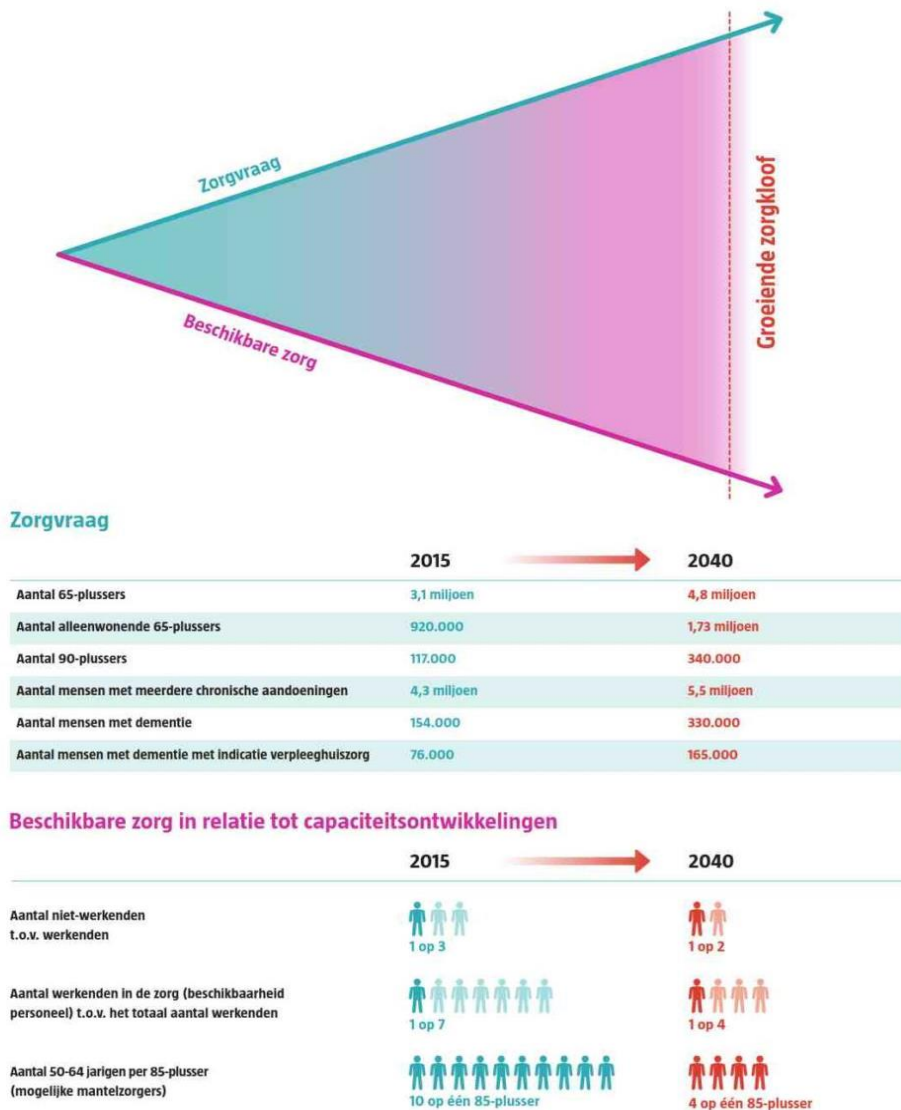 Zorgvraag
Beschikbare zorg
Groeiende zorgkloof
Zorgvraag
2015 2040
Aantal 65-plussers 3,1 miljoen 4,8 miljoen
Aantal alleenwonende 65-plussers 920.000 1,73 miljoen
Aantal 90-plussers 117.000 340.000
Aantal mensen met meerdere chronische aandoeningen 4,3 miljoen 5,5 miljoen
Aantal mensen met dementie 154.000 330.000
Aantal mensen met dementie met indicatie verpleeghuiszorg 76.000 165.000
Beschikbare zorg in relatie tot capaciteitsontwikkelingen
2015 2040
Aantal niet-werkenden
t.o.v. werkenden
1 op 3 1 op 2
Aantal werkenden in de zorg (beschikbaarheid
personeel) t.o.v. het totaal aantal werkenden
1 op 7 1 op 4
Aantal 50-64 jarigen per 85-plusser
(mogelijke mantelzorgers)
10 op één 85-plusser 4 op één 85-plusser